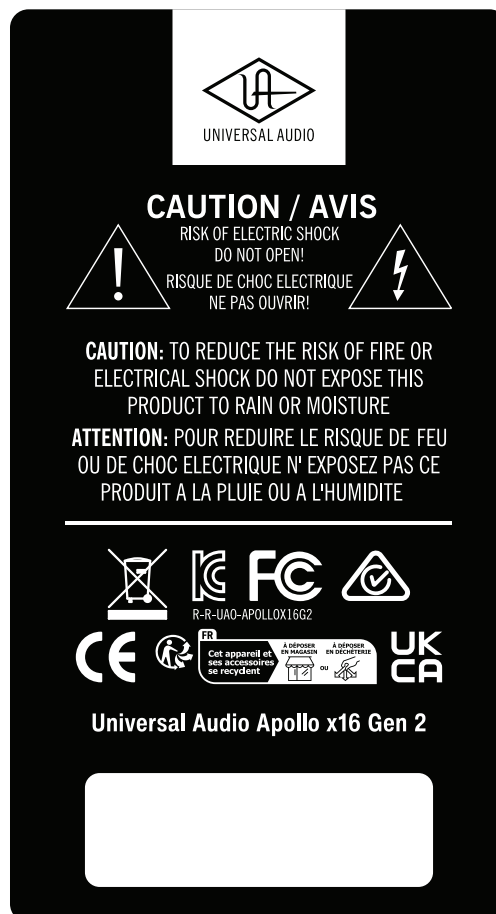 UNIVERSAL AUDIO
CAUTION / AVIS
RISK OF ELECTRIC SHOCK
DO NOT OPEN!
RISQUE DE CHOC ELECTRIQUE
NE PAS OUVRIR!
CAUTION: TO REDUCE THE RISK OF FIRE OR
ELECTRICAL SHOCK DO NOT EXPOSE THIS
PRODUCT TO RAIN OR MOISTURE
ATTENTION: POUR REDUIRE LE RISQUE DE FEU
OU DE CHOC ELECTRIQUE N' EXPOSEZ PAS CE
PRODUIT A LA PLUIE OU A L'HUMIDITE
FC
R-R-UAO-APOLLOX16G2
CE
FR
Cet appareil et
ses accessoires
se recyclent
À DÉPOSER
EN MAGASIN
OU
À DÉPOSER
EN DÉCHÈTERIE
UK
CA
Universal Audio Apollo x16 Gen 2